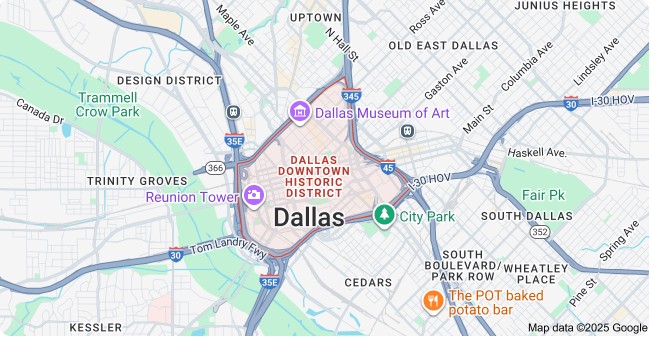 UPTOWN
JUNIUS HEIGHTS
Maple Ave
N Hall St
Ross Ave
OLD EAST DALLAS
Lindsley Ave
Columbia Ave
Gaston Ave
DESIGN DISTRICT
Trammell
Crow Park
345
30
I-30 HOV
Canada Dr
Dallas Museum of Art
Main St
35E
366
DALLAS
DOWNTOWN
HISTORIC
DISTRICT
45
I-30 HOV
Haskell Ave.
TRINITY GROVES
Reunion Tower
Fair Pk
Dallas
City Park
SOUTH DALLAS
352
Tom Landry Fwy
30
35E
Spring Ave
SOUTH
BOULEVARD/
PARK ROW
WHEATLEY
PLACE
CEDARS
Pine St
The POT baked
potato bar
KESSLER
Map data ©2025 Google